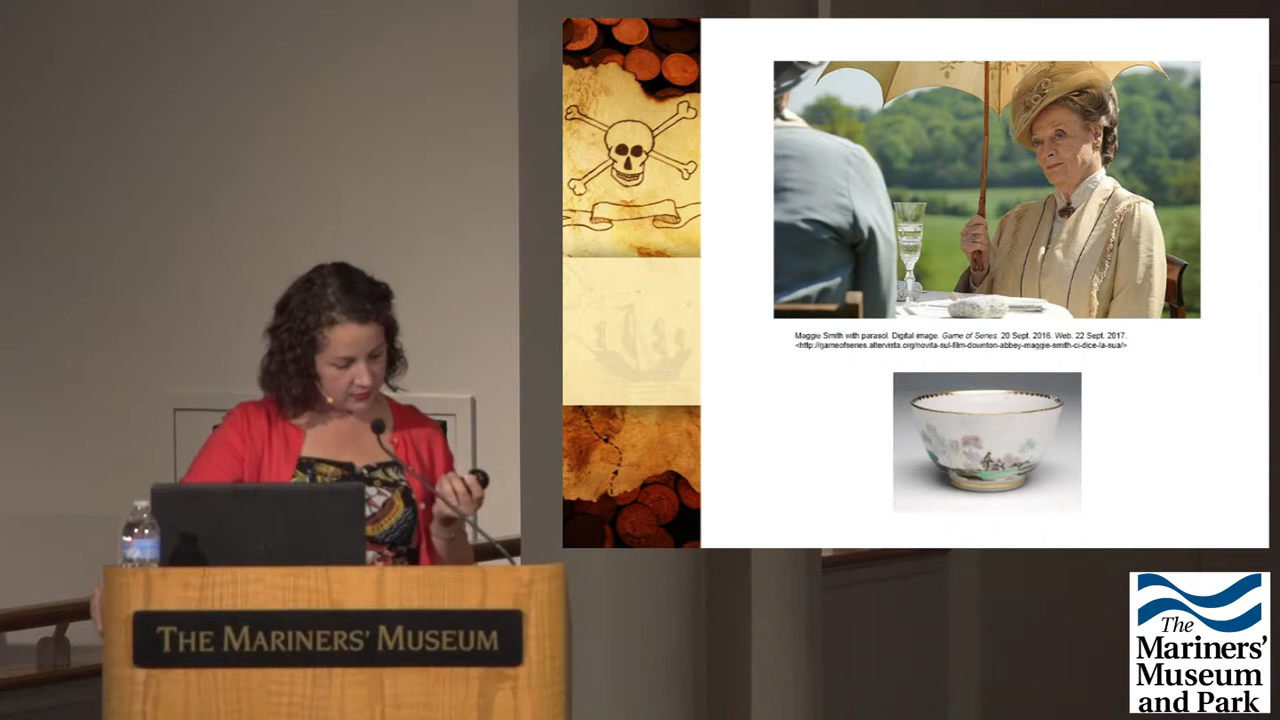 Maggie Smith with parasol. Digital image. Game of Series. 20 Sept. 2016. Web. 22 Sept. 2017.
<http://gameofseries.altervista.org/novita-sul-film-downton-abbey-maggie-smith-ci-dice-la-sua/>
THE MARINERS' MUSEUM
The
Mariners'
Museum
and Park